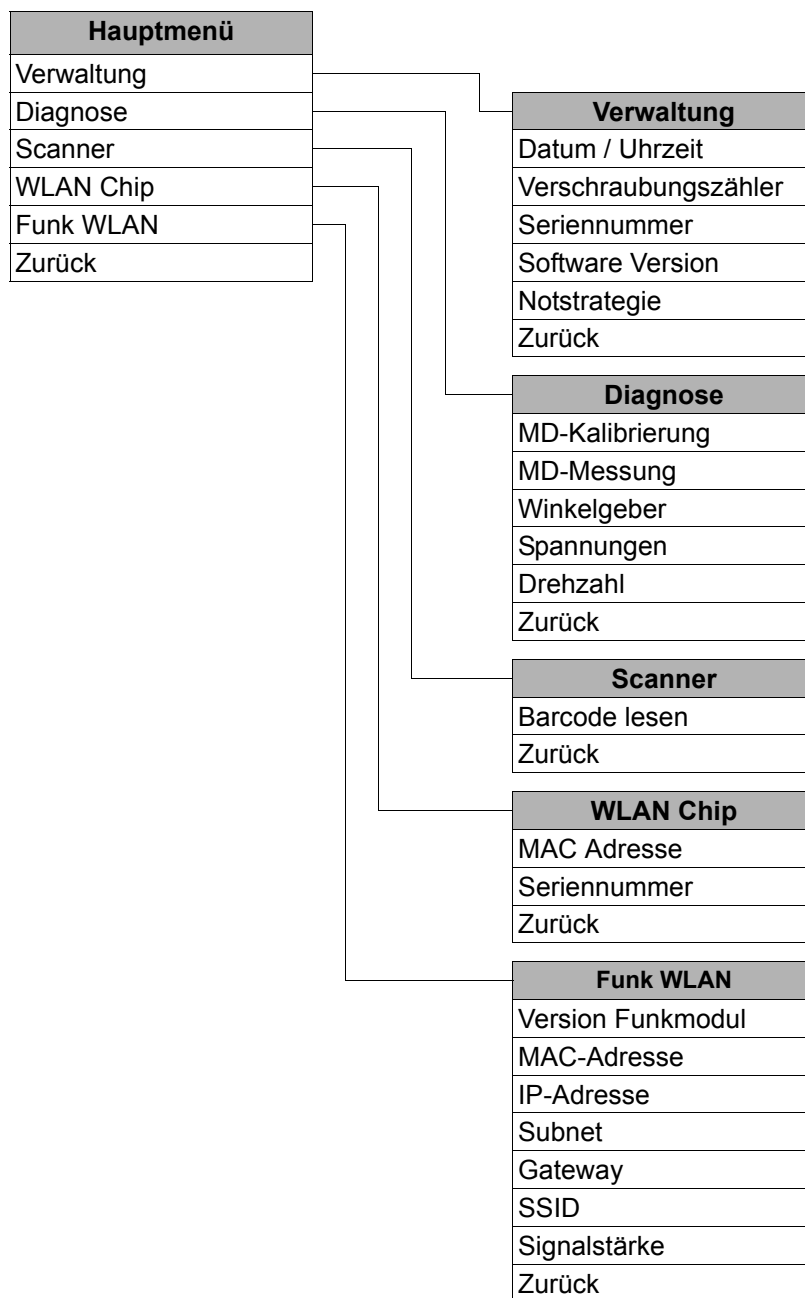 Hauptmenü
Verwaltung
Diagnose
Scanner
WLAN Chip
Funk WLAN
Zurück
Verwaltung
Datum / Uhrzeit
Verschraubungszähler
Seriennummer
Software Version
Notstrategie
Zurück
Diagnose
MD-Kalibrierung
MD-Messung
Winkelgeber
Spannungen
Drehzahl
Zurück
Scanner
Barcode lesen
Zurück
WLAN Chip
MAC Adresse
Seriennummer
Zurück
Funk WLAN
Version Funkmodul
MAC-Adresse
IP-Adresse
Subnet
Gateway
SSID
Signalstärke
Zurück